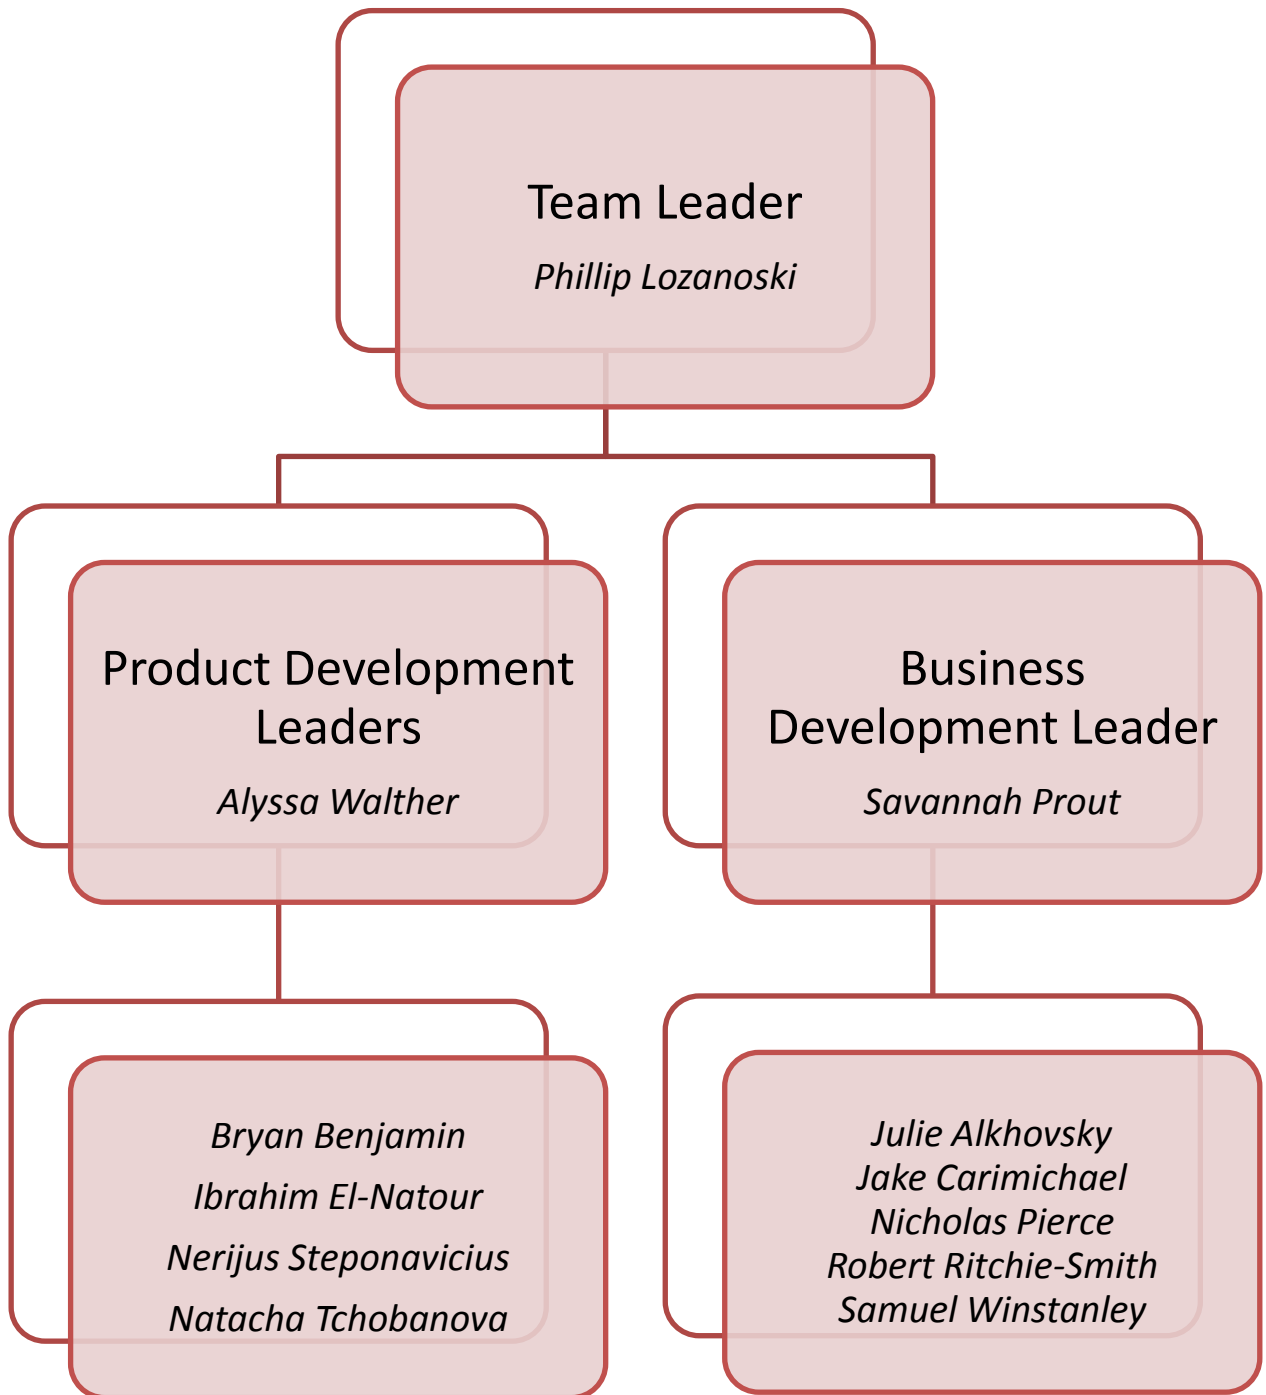 Team Leader
Phillip Lozanoski
Product Development
Leaders
Alyssa Walther
Business
Development Leader
Savannah Prout
Bryan Benjamin
Ibrahim El-Natour
Nerijus Steponavicius
Natacha Tchobanova
Julie Alkhovsky
Jake Carimichael
Nicholas Pierce
Robert Ritchie-Smith
Samuel Winstanley